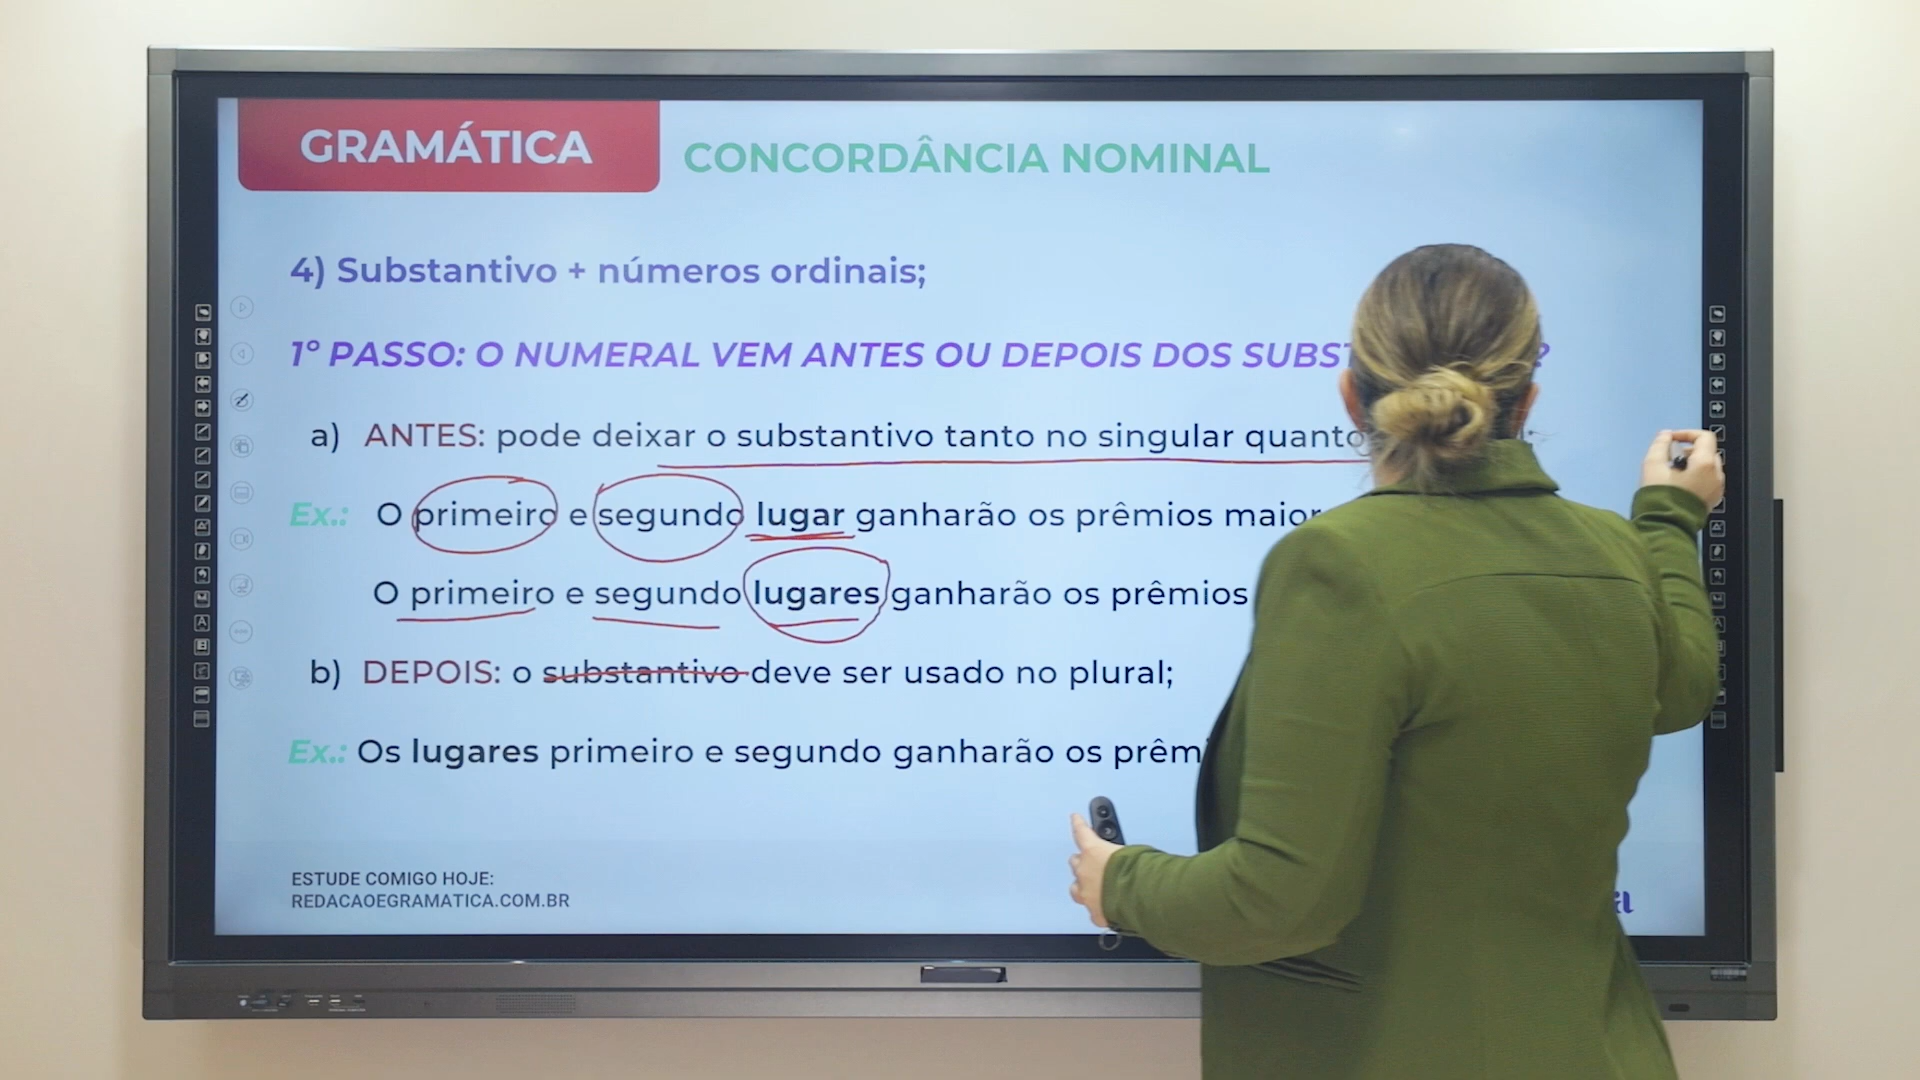 GRAMÁTICA
CONCORDÂNCIA NOMINAL
4) Substantivo + números ordinais;
1º PASSO: O NUMERAL VEM ANTES OU DEPOIS DOS ?
a) ANTES: pode deixar o substantivo tanto no singular quanto
Ex.: O primeiro e segundo lugar ganharão os prêmios
O primeiro e segundo lugares ganharão os prêmios
b) DEPOIS: o substantivo deve ser usado no plural;
Ex.: Os lugares primeiro e segundo ganharão os
ESTUDE COMIGO HOJE:
REDACAOEGRAMATICA.COM.BR